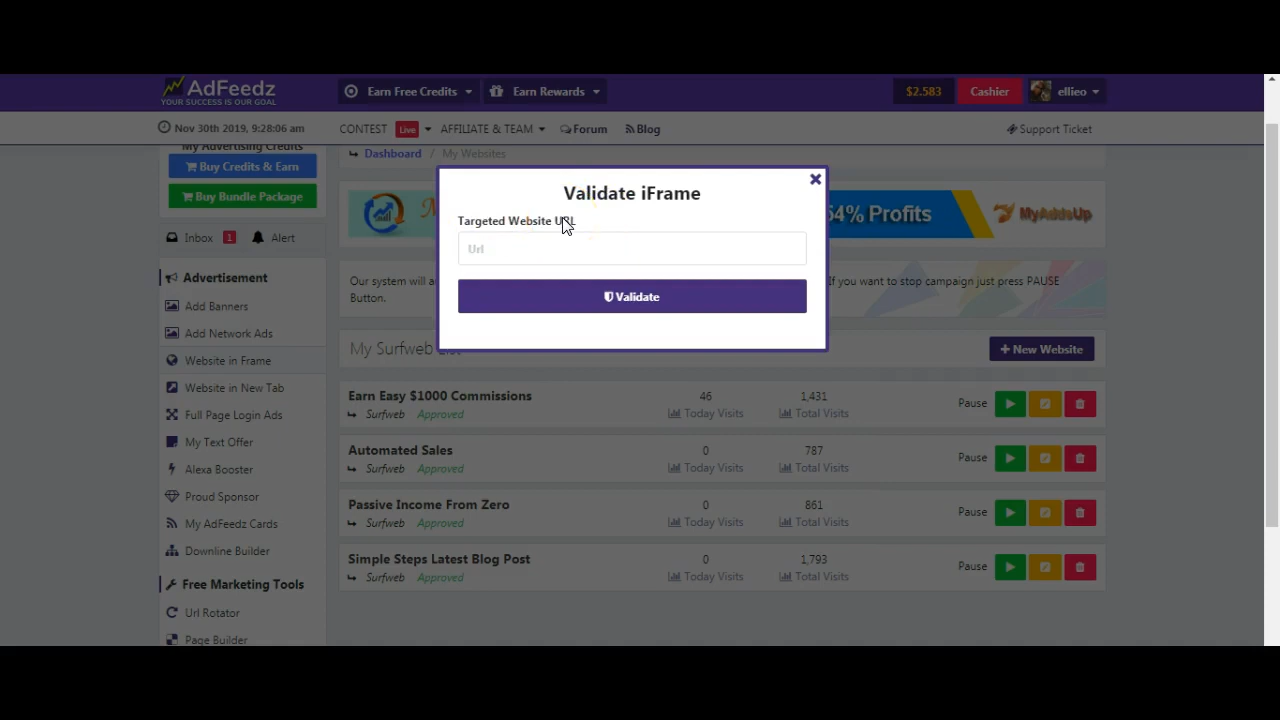 AdFeedz
YOUR SUCCESS IS OUR GOAL
Earn Free Credits
Earn Rewards
$2.583
Cashier
ellieo
Nov 30th 2019, 9:28:06 am
CONTEST Live
AFFILIATE & TEAM
Forum
Blog
Support Ticket
My Advertising Credits
Buy Credits & Earn
Buy Bundle Package
Inbox 1
Alert
Advertisement
Add Banners
Add Network Ads
Website in Frame
Website in New Tab
Full Page Login Ads
My Text Offer
Alexa Booster
Proud Sponsor
My AdFeedz Cards
Downline Builder
Free Marketing Tools
Url Rotator
Page Builder
Dashboard / My Websites
54% Profits
MyAddsUp
Validate iFrame
Targeted Website URL
Url
Validate
Our system will
If you want to stop campaign just press PAUSE
Button.
My Surfweb List
New Website
Earn Easy $1000 Commissions
Surfweb Approved
46
Today Visits
1,431
Total Visits
Pause
Automated Sales
Surfweb Approved
0
Today Visits
787
Total Visits
Pause
Passive Income From Zero
Surfweb Approved
0
Today Visits
861
Total Visits
Pause
Simple Steps Latest Blog Post
Surfweb Approved
0
Today Visits
1,793
Total Visits
Pause